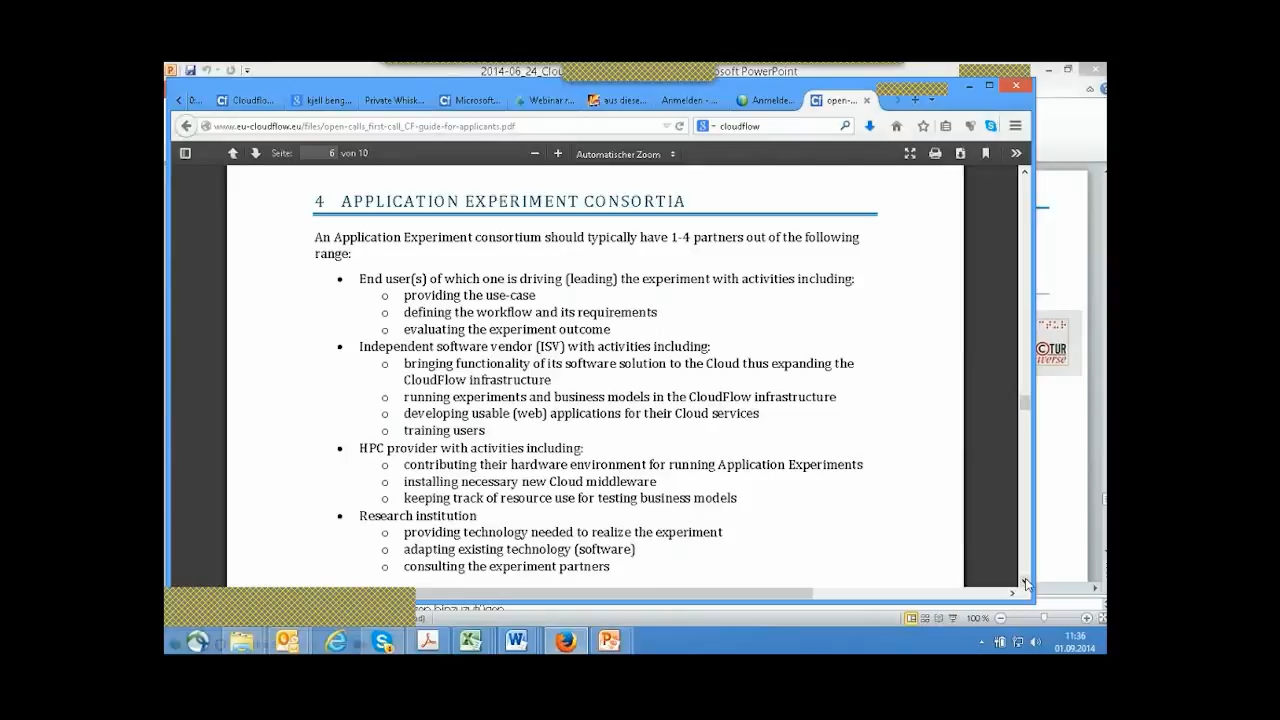 2014-06_24_Clou
osoft PowerPoint
0:...
Cloudflo...
kjell beng...
Private Whisk...
Microsoft...
Webinar r...
aus diese...
Anmelden -...
Anmelde...
open-...
www.eu-cloudflow.eu/files/open-calls_first-call_CF-guide-for-applicants.pdf
cloudflow
Seite: 6 von 10
Automatischer Zoom
4 APPLICATION EXPERIMENT CONSORTIA
An Application Experiment consortium should typically have 1-4 partners out of the following
range:
• End user(s) of which one is driving (leading) the experiment with activities including:
o providing the use-case
o defining the workflow and its requirements
o evaluating the experiment outcome
• Independent software vendor (ISV) with activities including:
o bringing functionality of its software solution to the Cloud thus expanding the
CloudFlow infrastructure
o running experiments and business models in the CloudFlow infrastructure
o developing usable (web) applications for their Cloud services
o training users
• HPC provider with activities including:
o contributing their hardware environment for running Application Experiments
o installing necessary new Cloud middleware
o keeping track of resource use for testing business models
• Research institution
o providing technology needed to realize the experiment
o adapting existing technology (software)
o consulting the experiment partners
©TUR
verse
100 %
11:36
01.09.2014